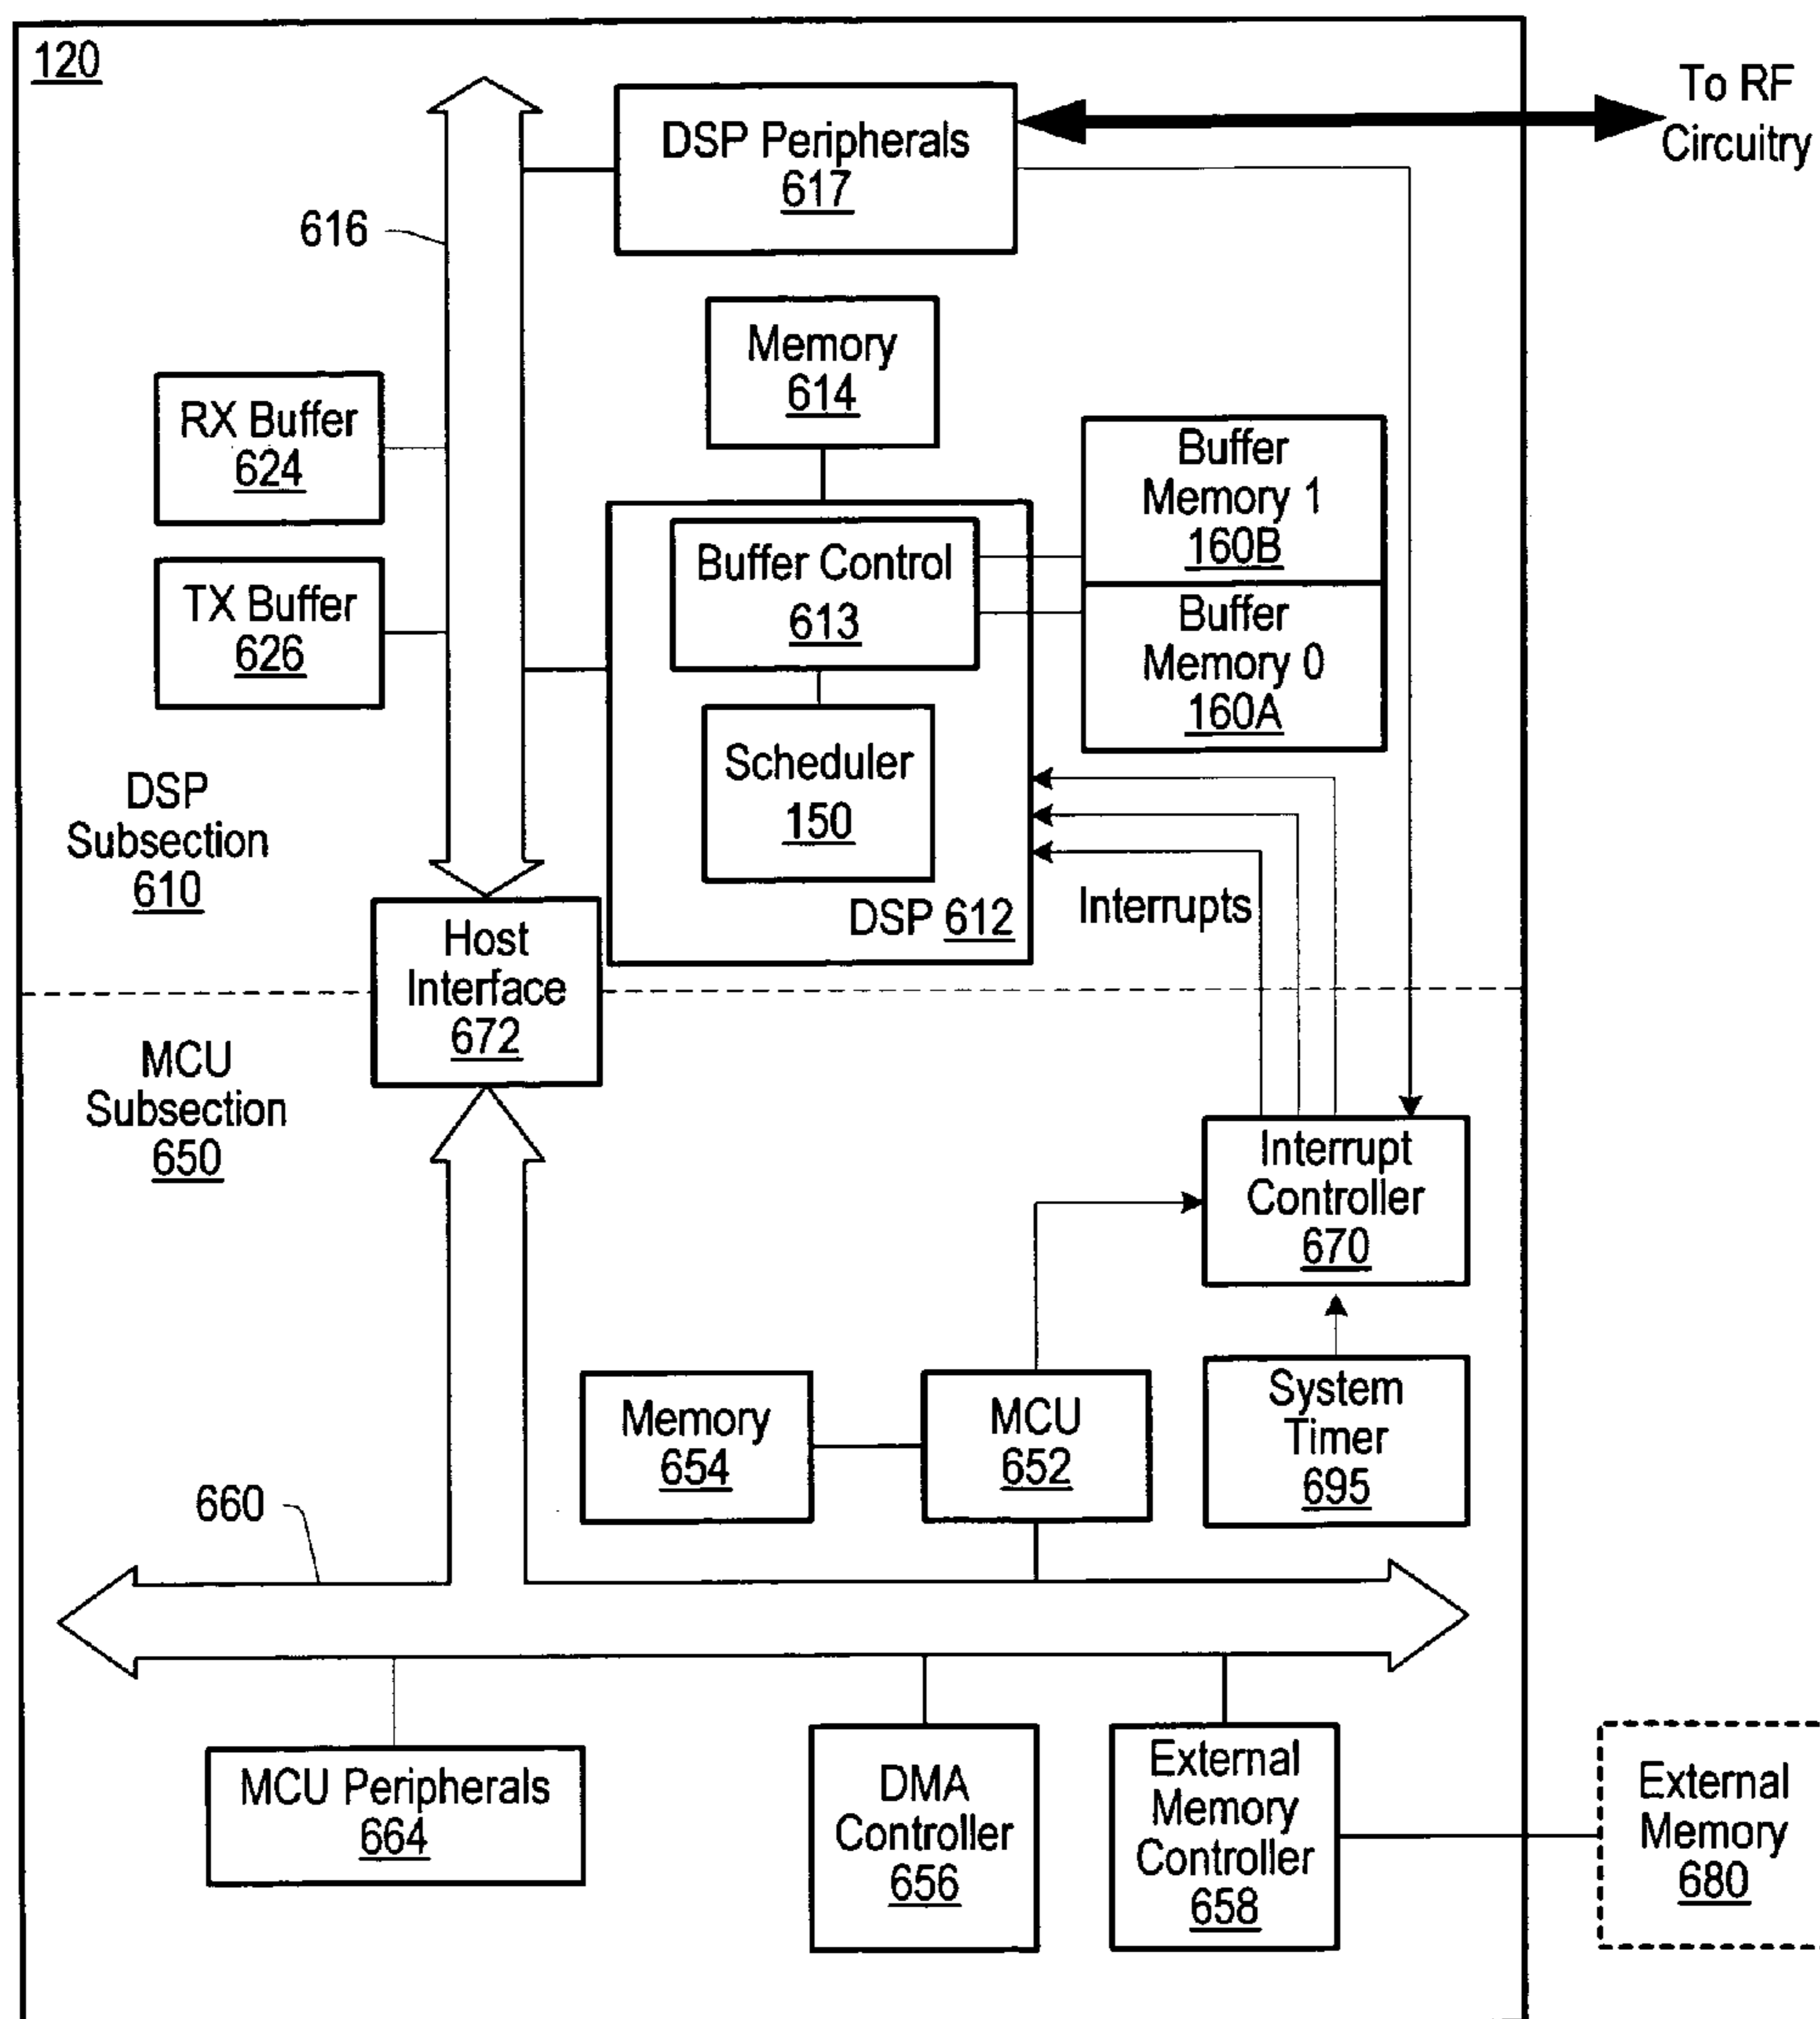 120
To RF
Circuitry
DSP Peripherals
617
616
Memory
614
RX Buffer
624
Buffer
Memory 1
160B
Buffer Control
613
TX Buffer
626
Buffer
Memory 0
160A
Scheduler
150
DSP
Subsection
610
Interrupts
DSP 612
Host
Interface
672
MCU
Subsection
650
Interrupt
Controller
670
Memory
654
MCU
652
System
Timer
695
660
MCU Peripherals
664
DMA
Controller
656
External
Memory
Controller
658
External
Memory
680